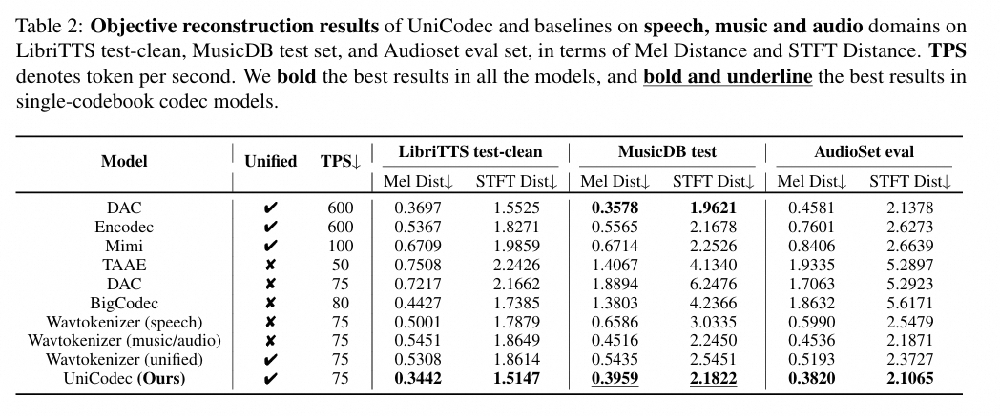 Table 2: Objective reconstruction results of UniCodec and baselines on speech, music and audio domains on
LibriTTS test-clean, MusicDB test set, and Audioset eval set, in terms of Mel Distance and STFT Distance. TPS
denotes token per second. We bold the best results in all the models, and bold and underline the best results in
single-codebook codec models.
Model Unified TPS↓ LibriTTS test-clean MusicDB test AudioSet eval
Mel Dist↓ STFT Dist↓ Mel Dist↓ STFT Dist↓ Mel Dist↓ STFT Dist↓
DAC ✔ 600 0.3697 1.5525 0.3578 1.9621 0.4581 2.1378
Encodec ✔ 600 0.5367 1.8271 0.5565 2.1678 0.7601 2.6273
Mimi ✔ 100 0.6709 1.9859 0.6714 2.2526 0.8406 2.6639
TAAE ✘ 50 0.7508 2.2426 1.4067 4.1340 1.9335 5.2897
DAC ✘ 75 0.7217 2.1662 1.8894 6.2476 1.7063 5.2923
BigCodec ✘ 80 0.4427 1.7385 1.3803 4.2366 1.8632 5.6171
Wavtokenizer (speech) ✘ 75 0.5001 1.7879 0.6586 3.0335 0.5990 2.5479
Wavtokenizer (music/audio) ✘ 75 0.5451 1.8649 0.4516 2.2450 0.4536 2.1871
Wavtokenizer (unified) ✔ 75 0.5308 1.8614 0.5435 2.5451 0.5193 2.3727
UniCodec (Ours) ✔ 75 0.3442 1.5147 0.3959 2.1822 0.3820 2.1065